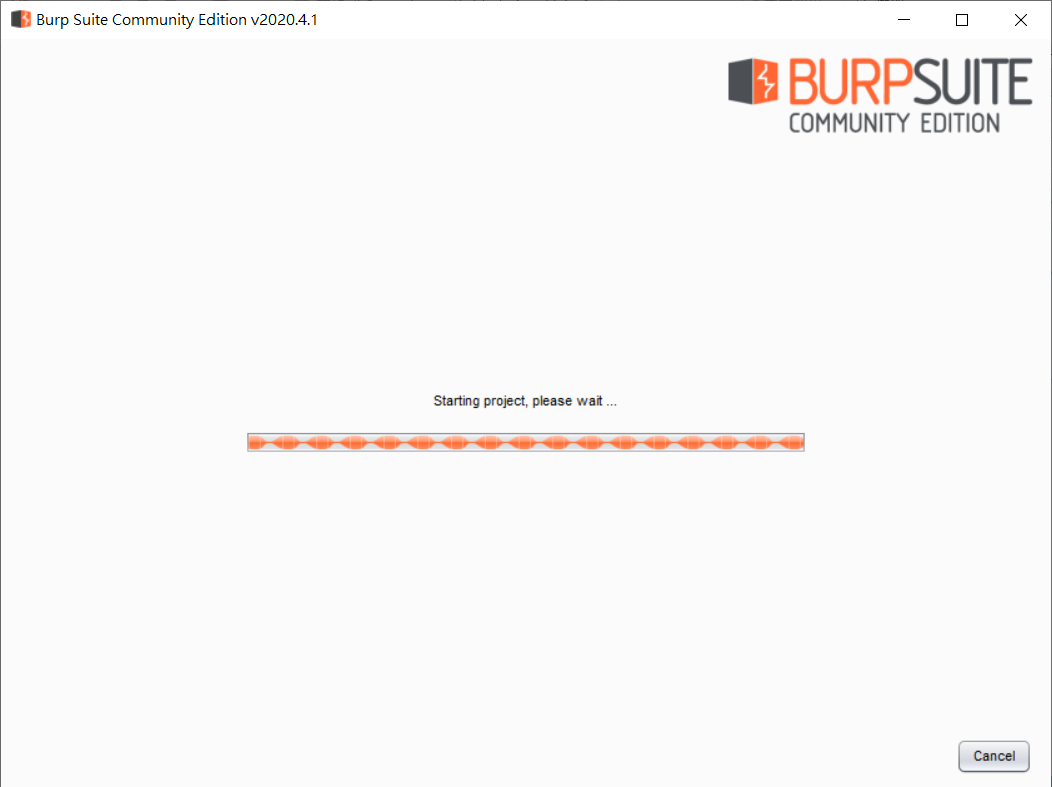 Burp Suite Community Edition v2020.4.1
BURPSUITE
COMMUNITY EDITION
Starting project, please wait ...
Cancel